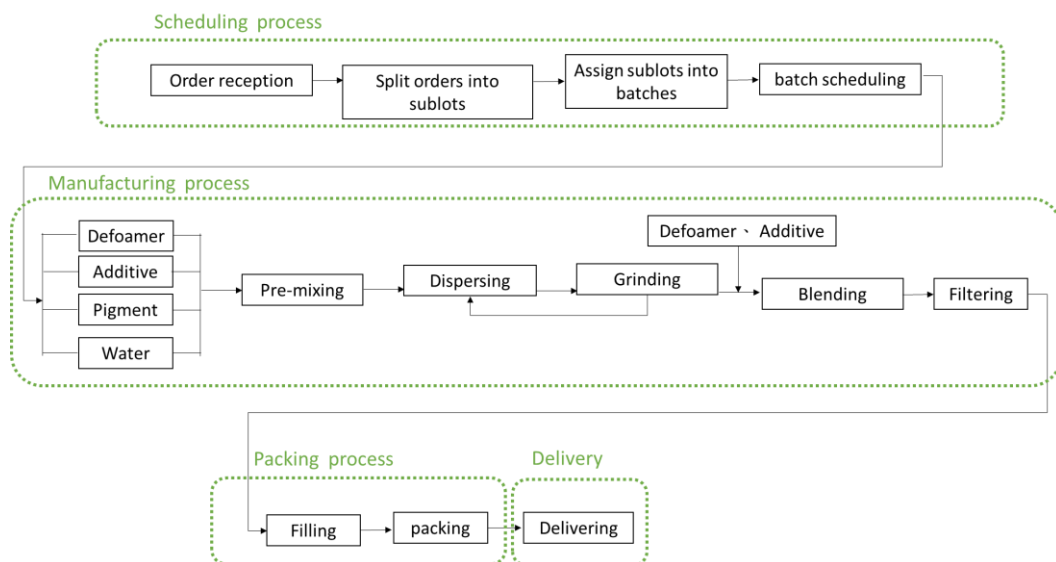 Scheduling process
Order reception
Split orders into
sublots
Assign sublots into
batches
batch scheduling
Manufacturing process
Defoamer
Additive
Pigment
Water
Pre-mixing
Dispersing
Grinding
Defoamer、 Additive
Blending
Filtering
Packing process
Filling
packing
Delivery
Delivering